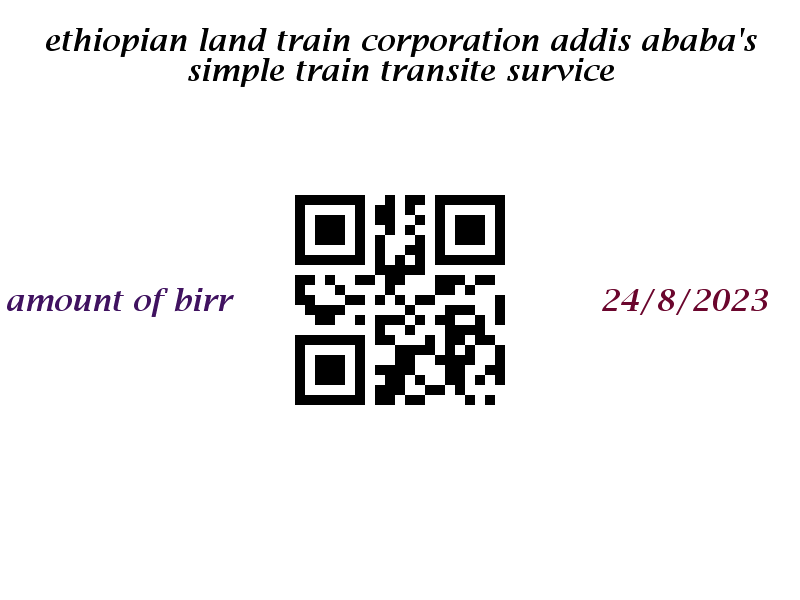 ethiopian land train corporation addis ababa's
simple train transite survice
amount of birr
24/8/2023